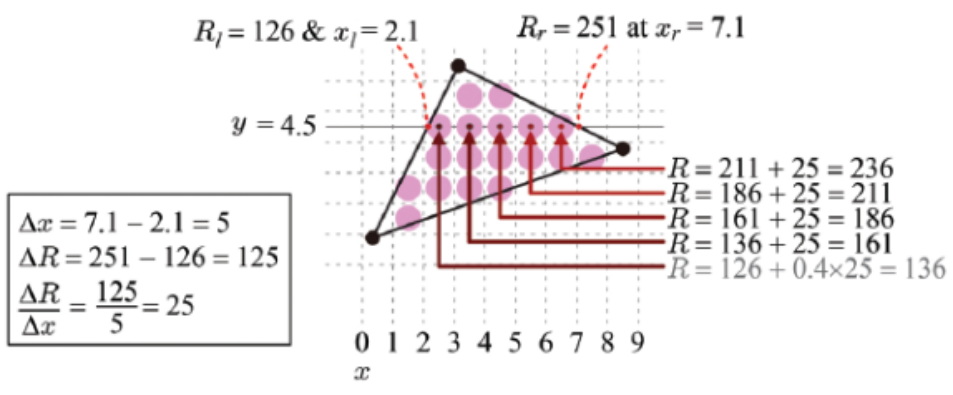 R_l = 126 & x_l = 2.1
R_r = 251 at x_r = 7.1
y = 4.5
R = 211 + 25 = 236
R = 186 + 25 = 211
R = 161 + 25 = 186
R = 136 + 25 = 161
R = 126 + 0.4×25 = 136
Δx = 7.1 – 2.1 = 5
ΔR = 251 – 126 = 125
ΔR/Δx = 125/5 = 25
0 1 2 3 4 5 6 7 8 9
x